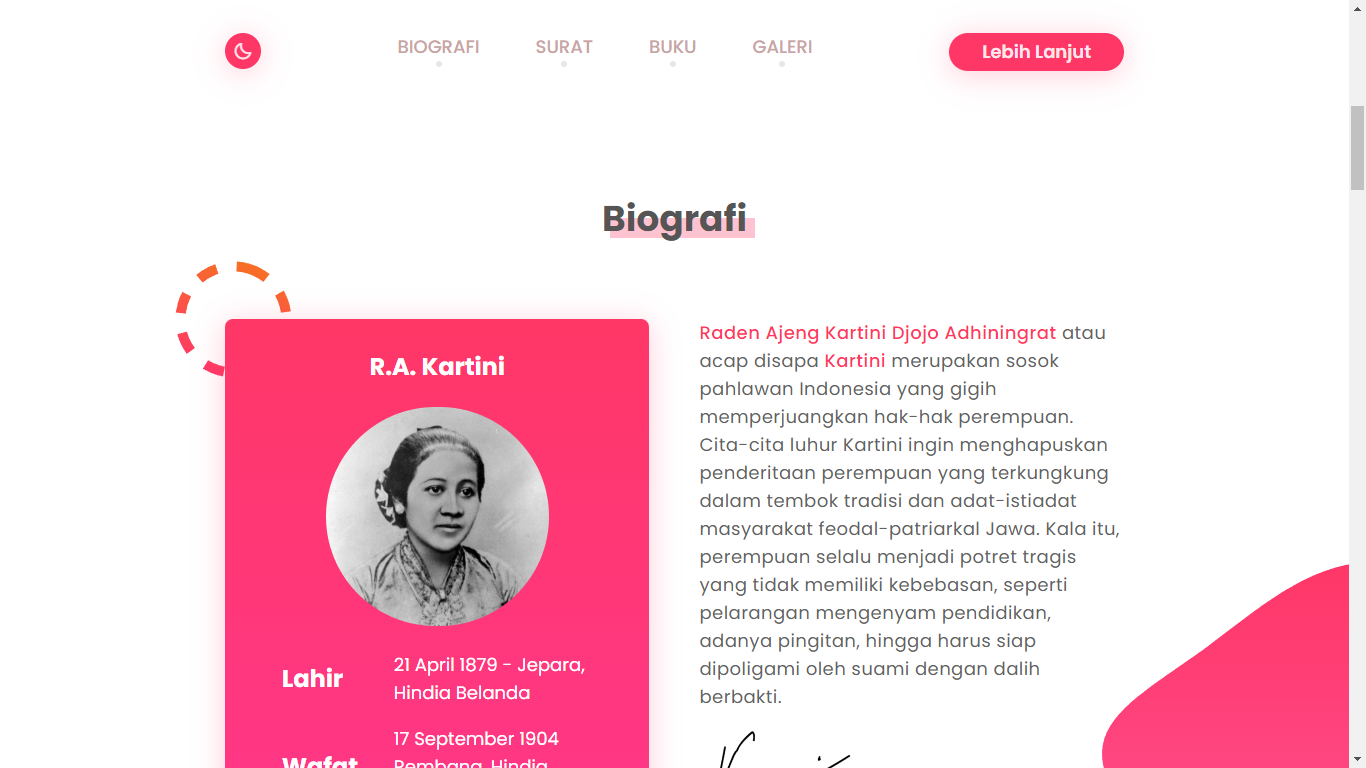 BIOGRAFI
SURAT
BUKU
GALERI
Lebih Lanjut
Biografi
R.A. Kartini
Lahir
21 April 1879 - Jepara,
Hindia Belanda
Wafat
17 September 1904
Rembang, Hindia
Raden Ajeng Kartini Djojo Adhiningrat atau
acap disapa Kartini merupakan sosok
pahlawan Indonesia yang gigih
memperjuangkan hak-hak perempuan.
Cita-cita luhur Kartini ingin menghapuskan
penderitaan perempuan yang terkungkung
dalam tembok tradisi dan adat-istiadat
masyarakat feodal-patriarkal Jawa. Kala itu,
perempuan selalu menjadi potret tragis
yang tidak memiliki kebebasan, seperti
pelarangan mengenyam pendidikan,
adanya pingitan, hingga harus siap
dipoligami oleh suami dengan dalih
berbakti.